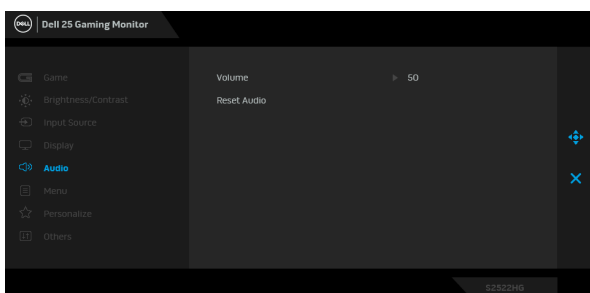 DELL
Dell 25 Gaming Monitor
Game
Brightness/Contrast
Input Source
Display
Audio
Menu
Personalize
Others
Volume 50
Reset Audio
S2522HG